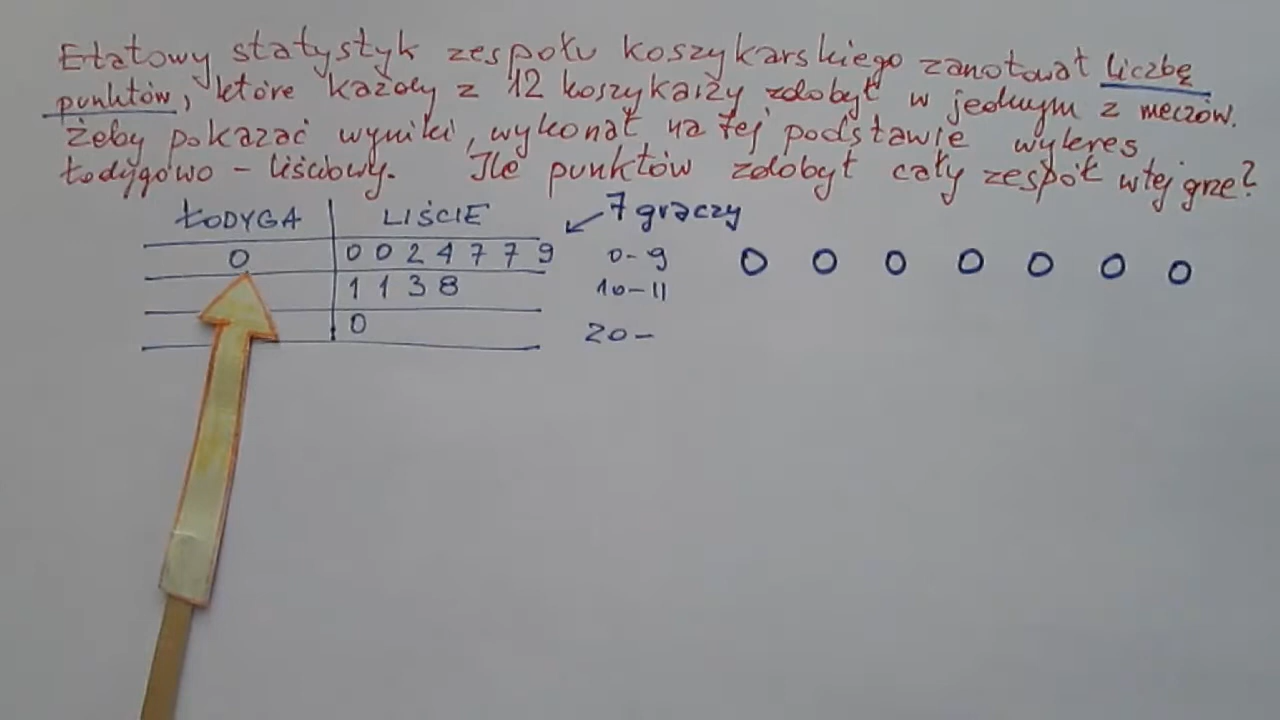 Etatowy statystyk zespołu koszykarskiego zanotował liczbę
punktów, które każdy z 12 koszykarzy zdobył w jednym z meczów.
Żeby pokazać wyniki, wykonał na tej podstawie wykres
łodygowo - liściowy. Ile punktów zdobył cały zespół w tej grze?
ŁODYGA LIŚCIE 7 graczy
0 0 0 2 4 7 7 9 0-9 0 0 0 0 0 0 0
1 1 3 8 10-11
0 20-